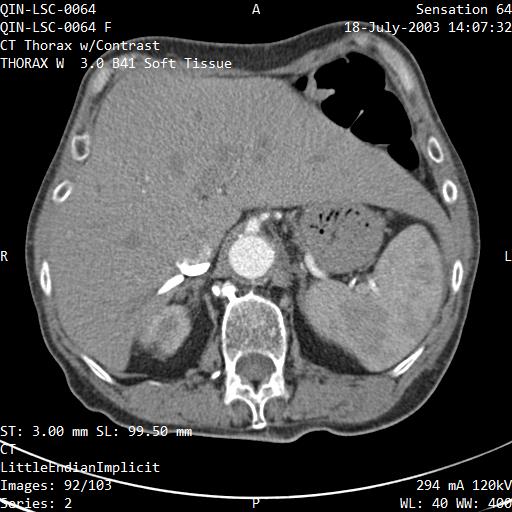 QIN-LSC-0064 A Sensation 64
QIN-LSC-0064 F 18-July-2003 14:07:32
CT Thorax w/Contrast
THORAX W 3.0 B41 Soft Tissue
R L
ST: 3.00 mm SL: 99.50 mm
CT
LittleEndianImplicit
Images: 92/103 294 mA 120kV
Series: 2 P WL: 40 WW: 400